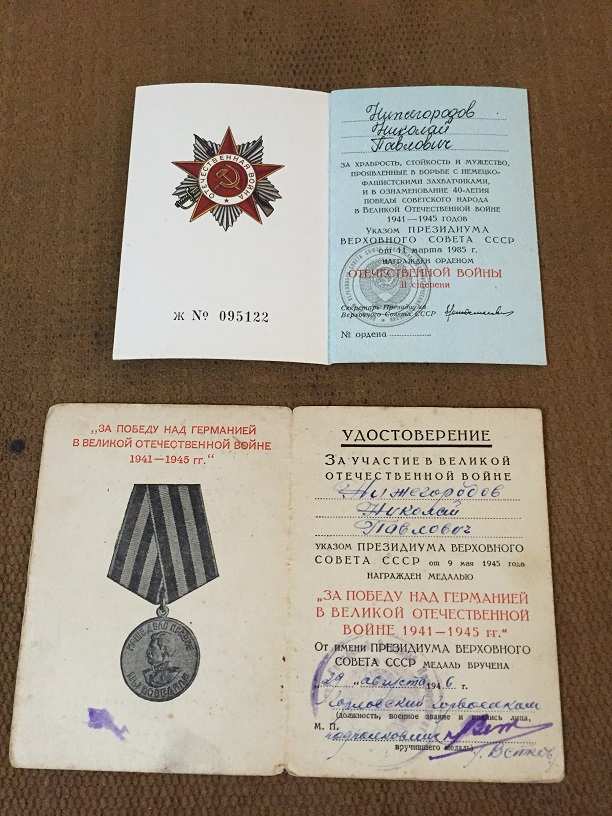 ОТЕЧЕСТВЕННАЯ ВОЙНА
Ж № 095122
Нижегородов
Николай
Павлович
ЗА ХРАБРОСТЬ, СТОЙКОСТЬ И МУЖЕСТВО,
ПРОЯВЛЕННЫЕ В БОРЬБЕ С НЕМЕЦКО-
ФАШИСТСКИМИ ЗАХВАТЧИКАМИ,
И В ОЗНАМЕНОВАНИЕ 40-ЛЕТИЯ
ПОБЕДЫ СОВЕТСКОГО НАРОДА
В ВЕЛИКОЙ ОТЕЧЕСТВЕННОЙ ВОЙНЕ
1941—1945 ГОДОВ
УКАЗОМ ПРЕЗИДИУМА
ВЕРХОВНОГО СОВЕТА СССР
от 11 марта 1985 г.
НАГРАЖДЕН ОРДЕНОМ
ОТЕЧЕСТВЕННОЙ ВОЙНЫ
II степени
Секретарь Президиума
Верховного Совета СССР
№ ордена
„ЗА ПОБЕДУ НАД ГЕРМАНИЕЙ
В ВЕЛИКОЙ ОТЕЧЕСТВЕННОЙ ВОЙНЕ
1941—1945 гг.“
НАШЕ ДЕЛО ПРАВОЕ
МЫ ПОБЕДИЛИ
УДОСТОВЕРЕНИЕ
ЗА УЧАСТИЕ В ВЕЛИКОЙ
ОТЕЧЕСТВЕННОЙ ВОЙНЕ
Нижегородов
Николай
Павлович
УКАЗОМ ПРЕЗИДИУМА ВЕРХОВНОГО
СОВЕТА СССР от 9 мая 1945 года
НАГРАЖДЕН МЕДАЛЬЮ
„ЗА ПОБЕДУ НАД ГЕРМАНИЕЙ
В ВЕЛИКОЙ ОТЕЧЕСТВЕННОЙ
ВОЙНЕ 1941—1945 гг.“
От имени ПРЕЗИДИУМА ВЕРХОВНОГО
СОВЕТА СССР МЕДАЛЬ ВРУЧЕНА
„29 „ августа 1946 г.
(должность, военное звание и подпись лица,
М. П.
подполковник
вручившего медаль)